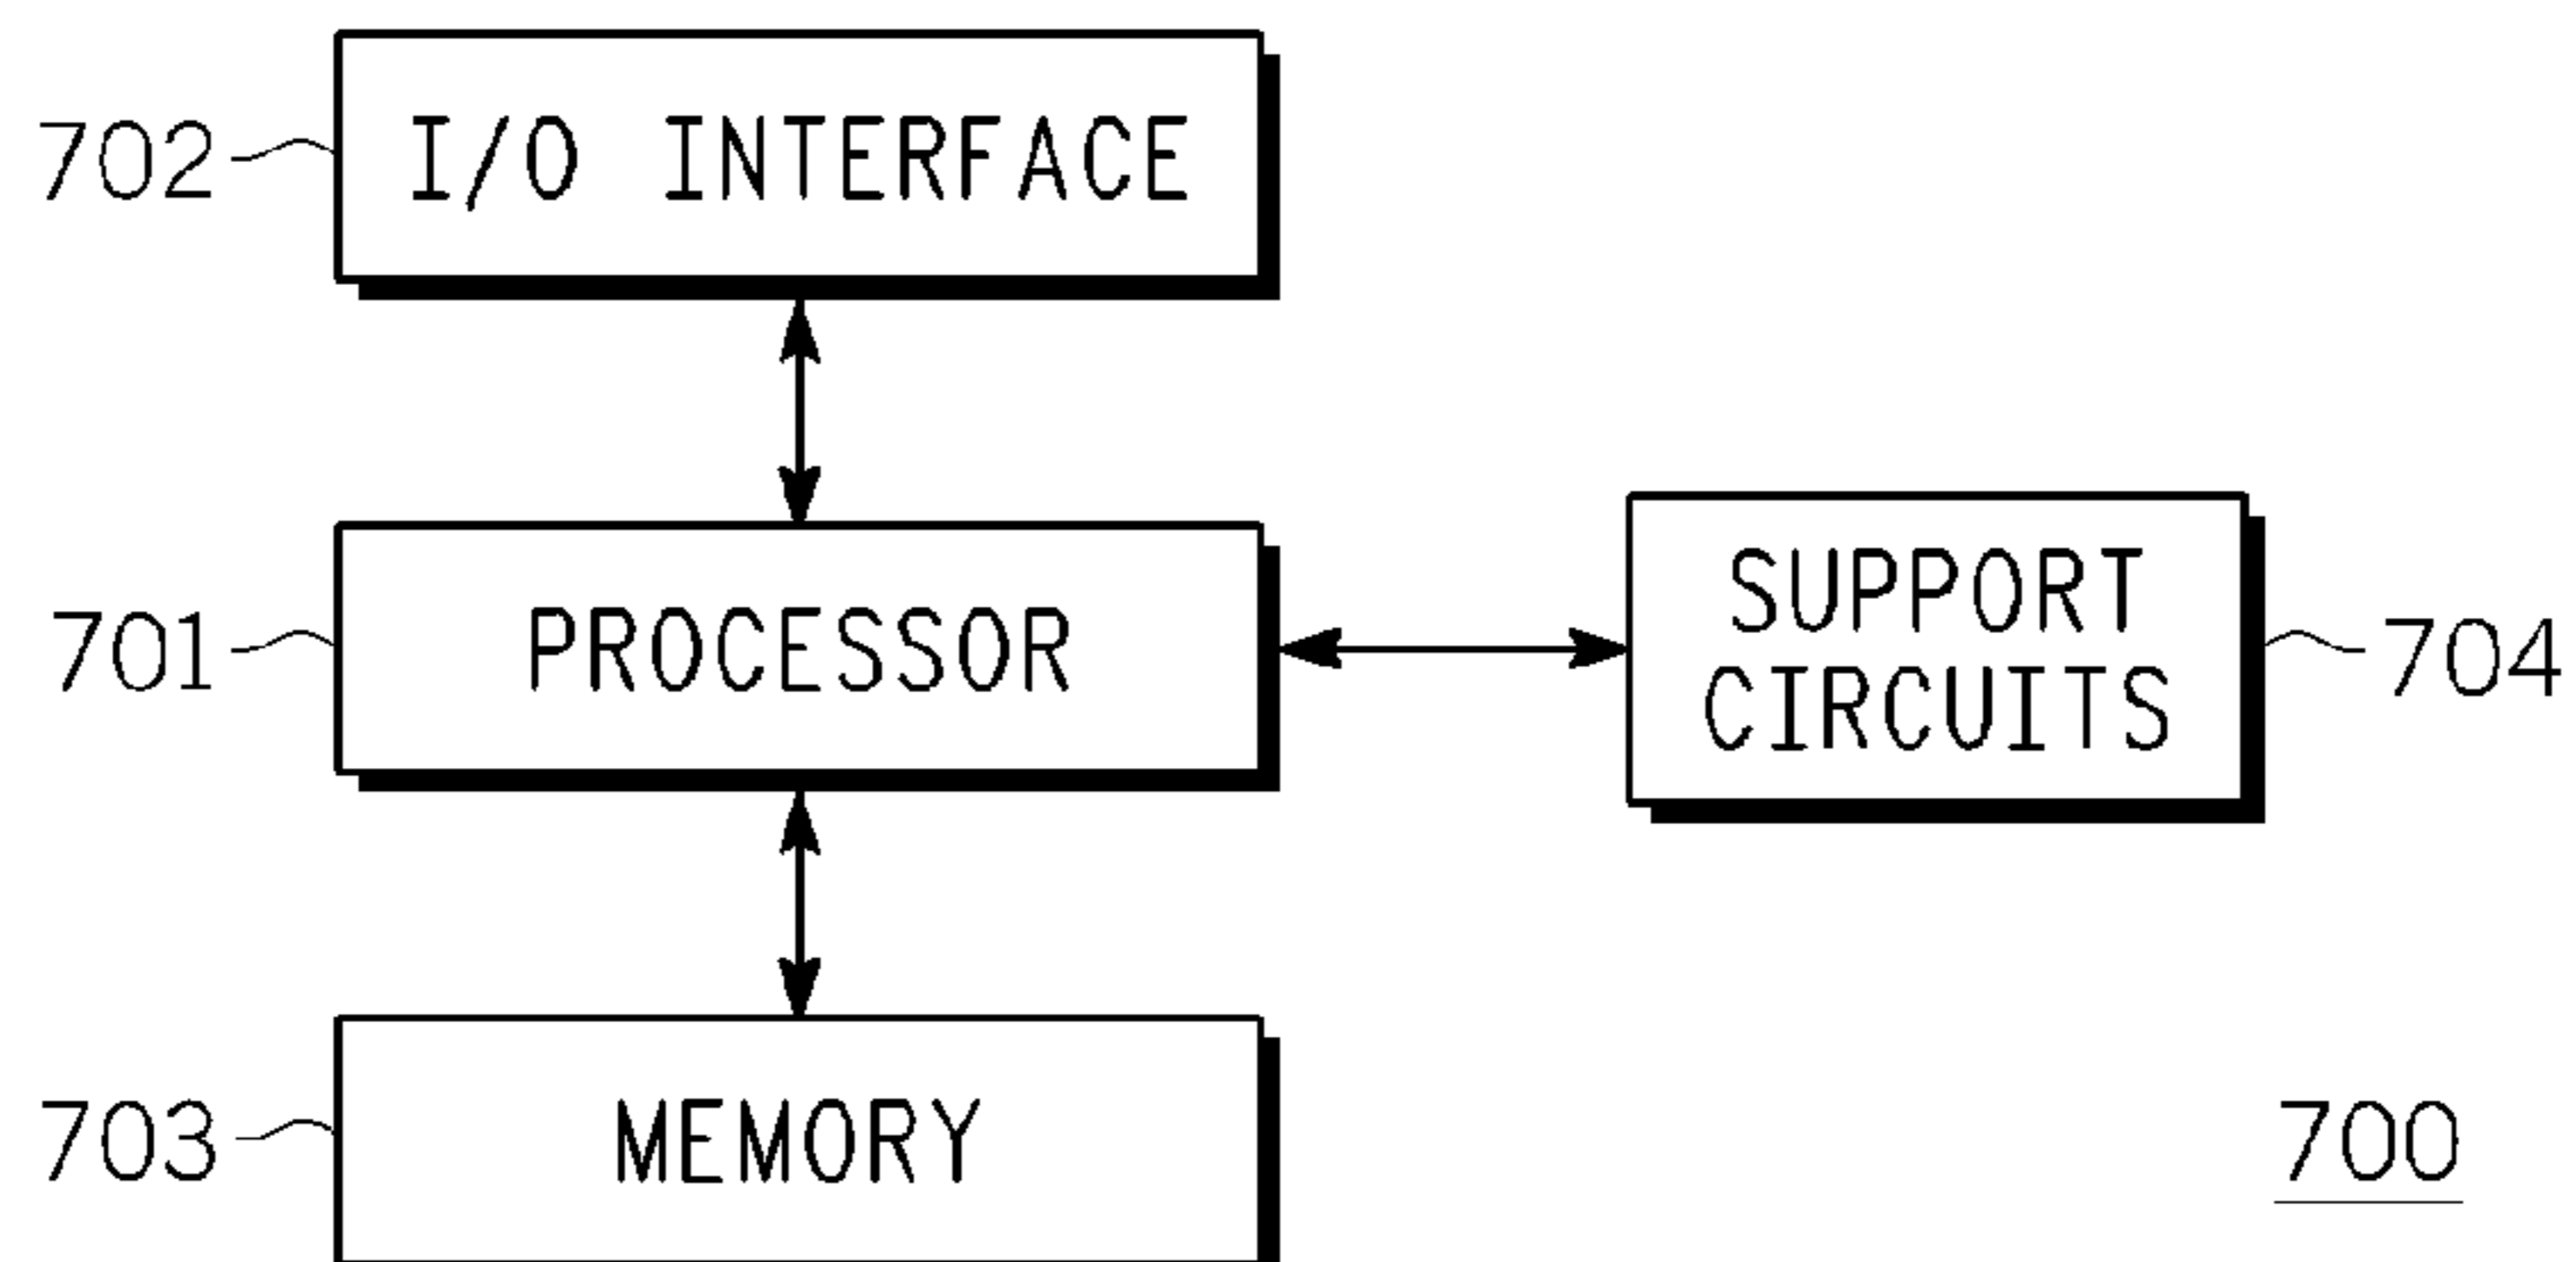 702 I/O INTERFACE
701 PROCESSOR
SUPPORT
CIRCUITS
704
703 MEMORY
700